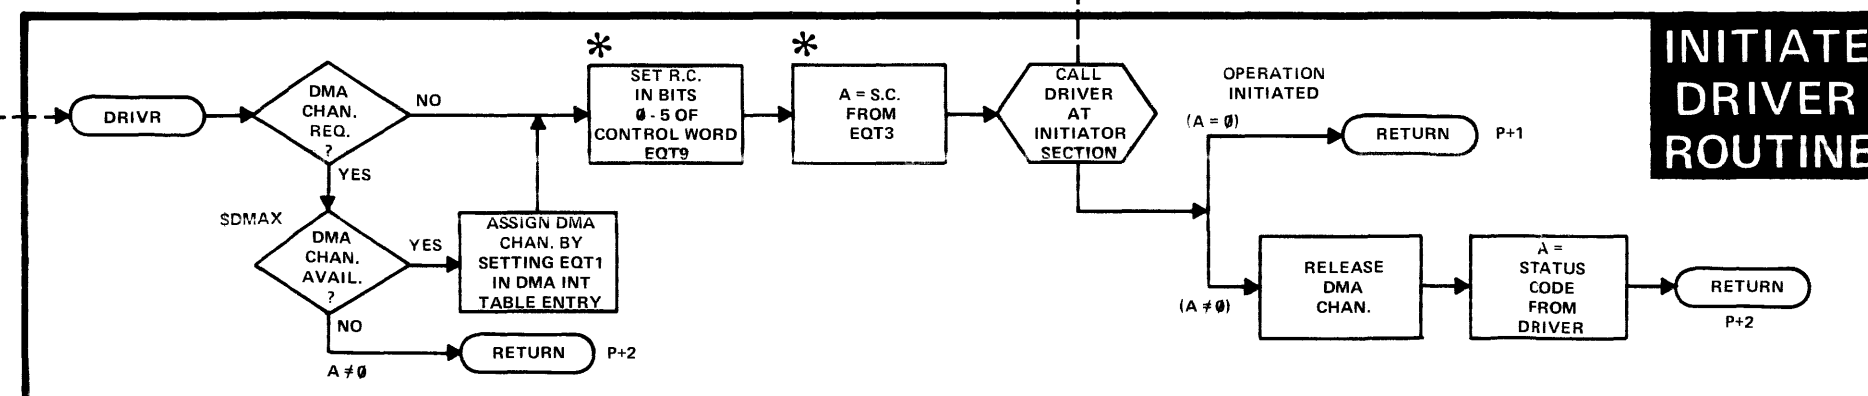 INITIATE
DRIVER
ROUTINE
DRIVR
DMA
CHAN.
REQ.
?
NO
YES
$DMAX
DMA
CHAN.
AVAIL.
?
YES
NO
A ≠ Ø
RETURN
P+2
ASSIGN DMA
CHAN. BY
SETTING EQT1
IN DMA INT
TABLE ENTRY
*
SET R.C.
IN BITS
Ø - 5 OF
CONTROL WORD
EQT9
*
A = S.C.
FROM
EQT3
CALL
DRIVER
AT
INITIATOR
SECTION
OPERATION
INITIATED
(A = Ø)
RETURN
P+1
(A ≠ Ø)
RELEASE
DMA
CHAN.
A =
STATUS
CODE
FROM
DRIVER
RETURN
P+2